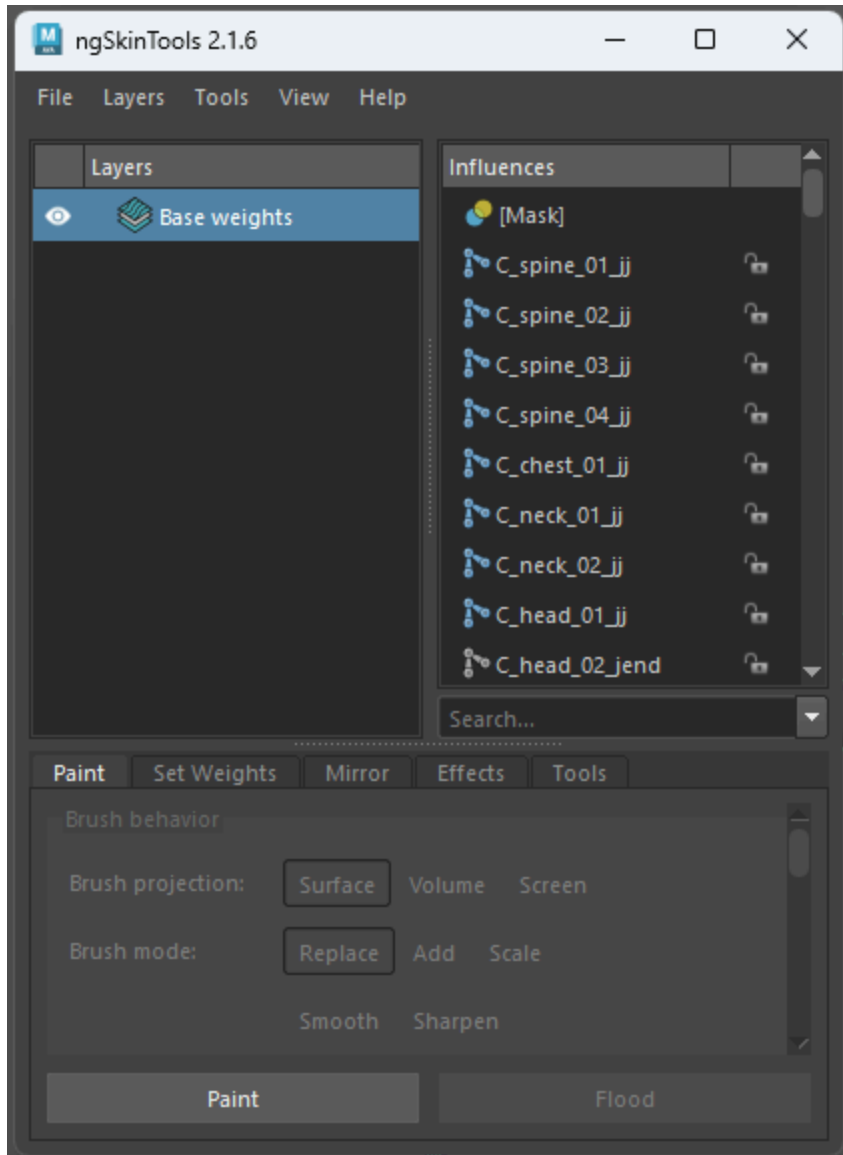 ngSkinTools 2.1.6
File Layers Tools View Help
Layers
Base weights
Influences
[Mask]
C_spine_01_jj
C_spine_02_jj
C_spine_03_jj
C_spine_04_jj
C_chest_01_jj
C_neck_01_jj
C_neck_02_jj
C_head_01_jj
C_head_02_jend
Search...
Paint Set Weights Mirror Effects Tools
Brush behavior
Brush projection: Surface Volume Screen
Brush mode: Replace Add Scale
Smooth Sharpen
Paint Flood